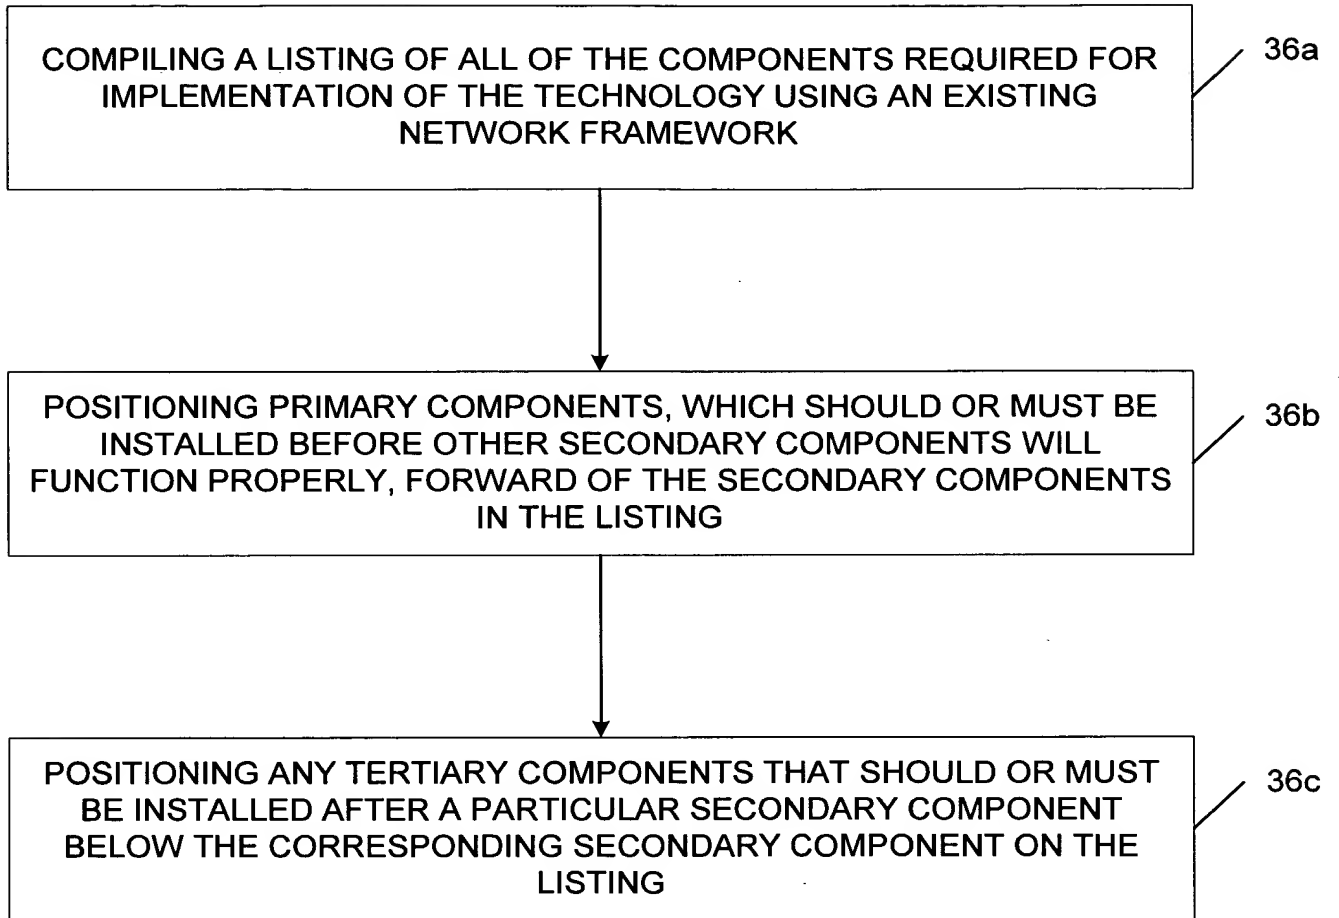 COMPILING A LISTING OF ALL OF THE COMPONENTS REQUIRED FOR
IMPLEMENTATION OF THE TECHNOLOGY USING AN EXISTING
NETWORK FRAMEWORK
36a
POSITIONING PRIMARY COMPONENTS, WHICH SHOULD OR MUST BE
INSTALLED BEFORE OTHER SECONDARY COMPONENTS WILL
FUNCTION PROPERLY, FORWARD OF THE SECONDARY COMPONENTS
IN THE LISTING
36b
POSITIONING ANY TERTIARY COMPONENTS THAT SHOULD OR MUST
BE INSTALLED AFTER A PARTICULAR SECONDARY COMPONENT
BELOW THE CORRESPONDING SECONDARY COMPONENT ON THE
LISTING
36c